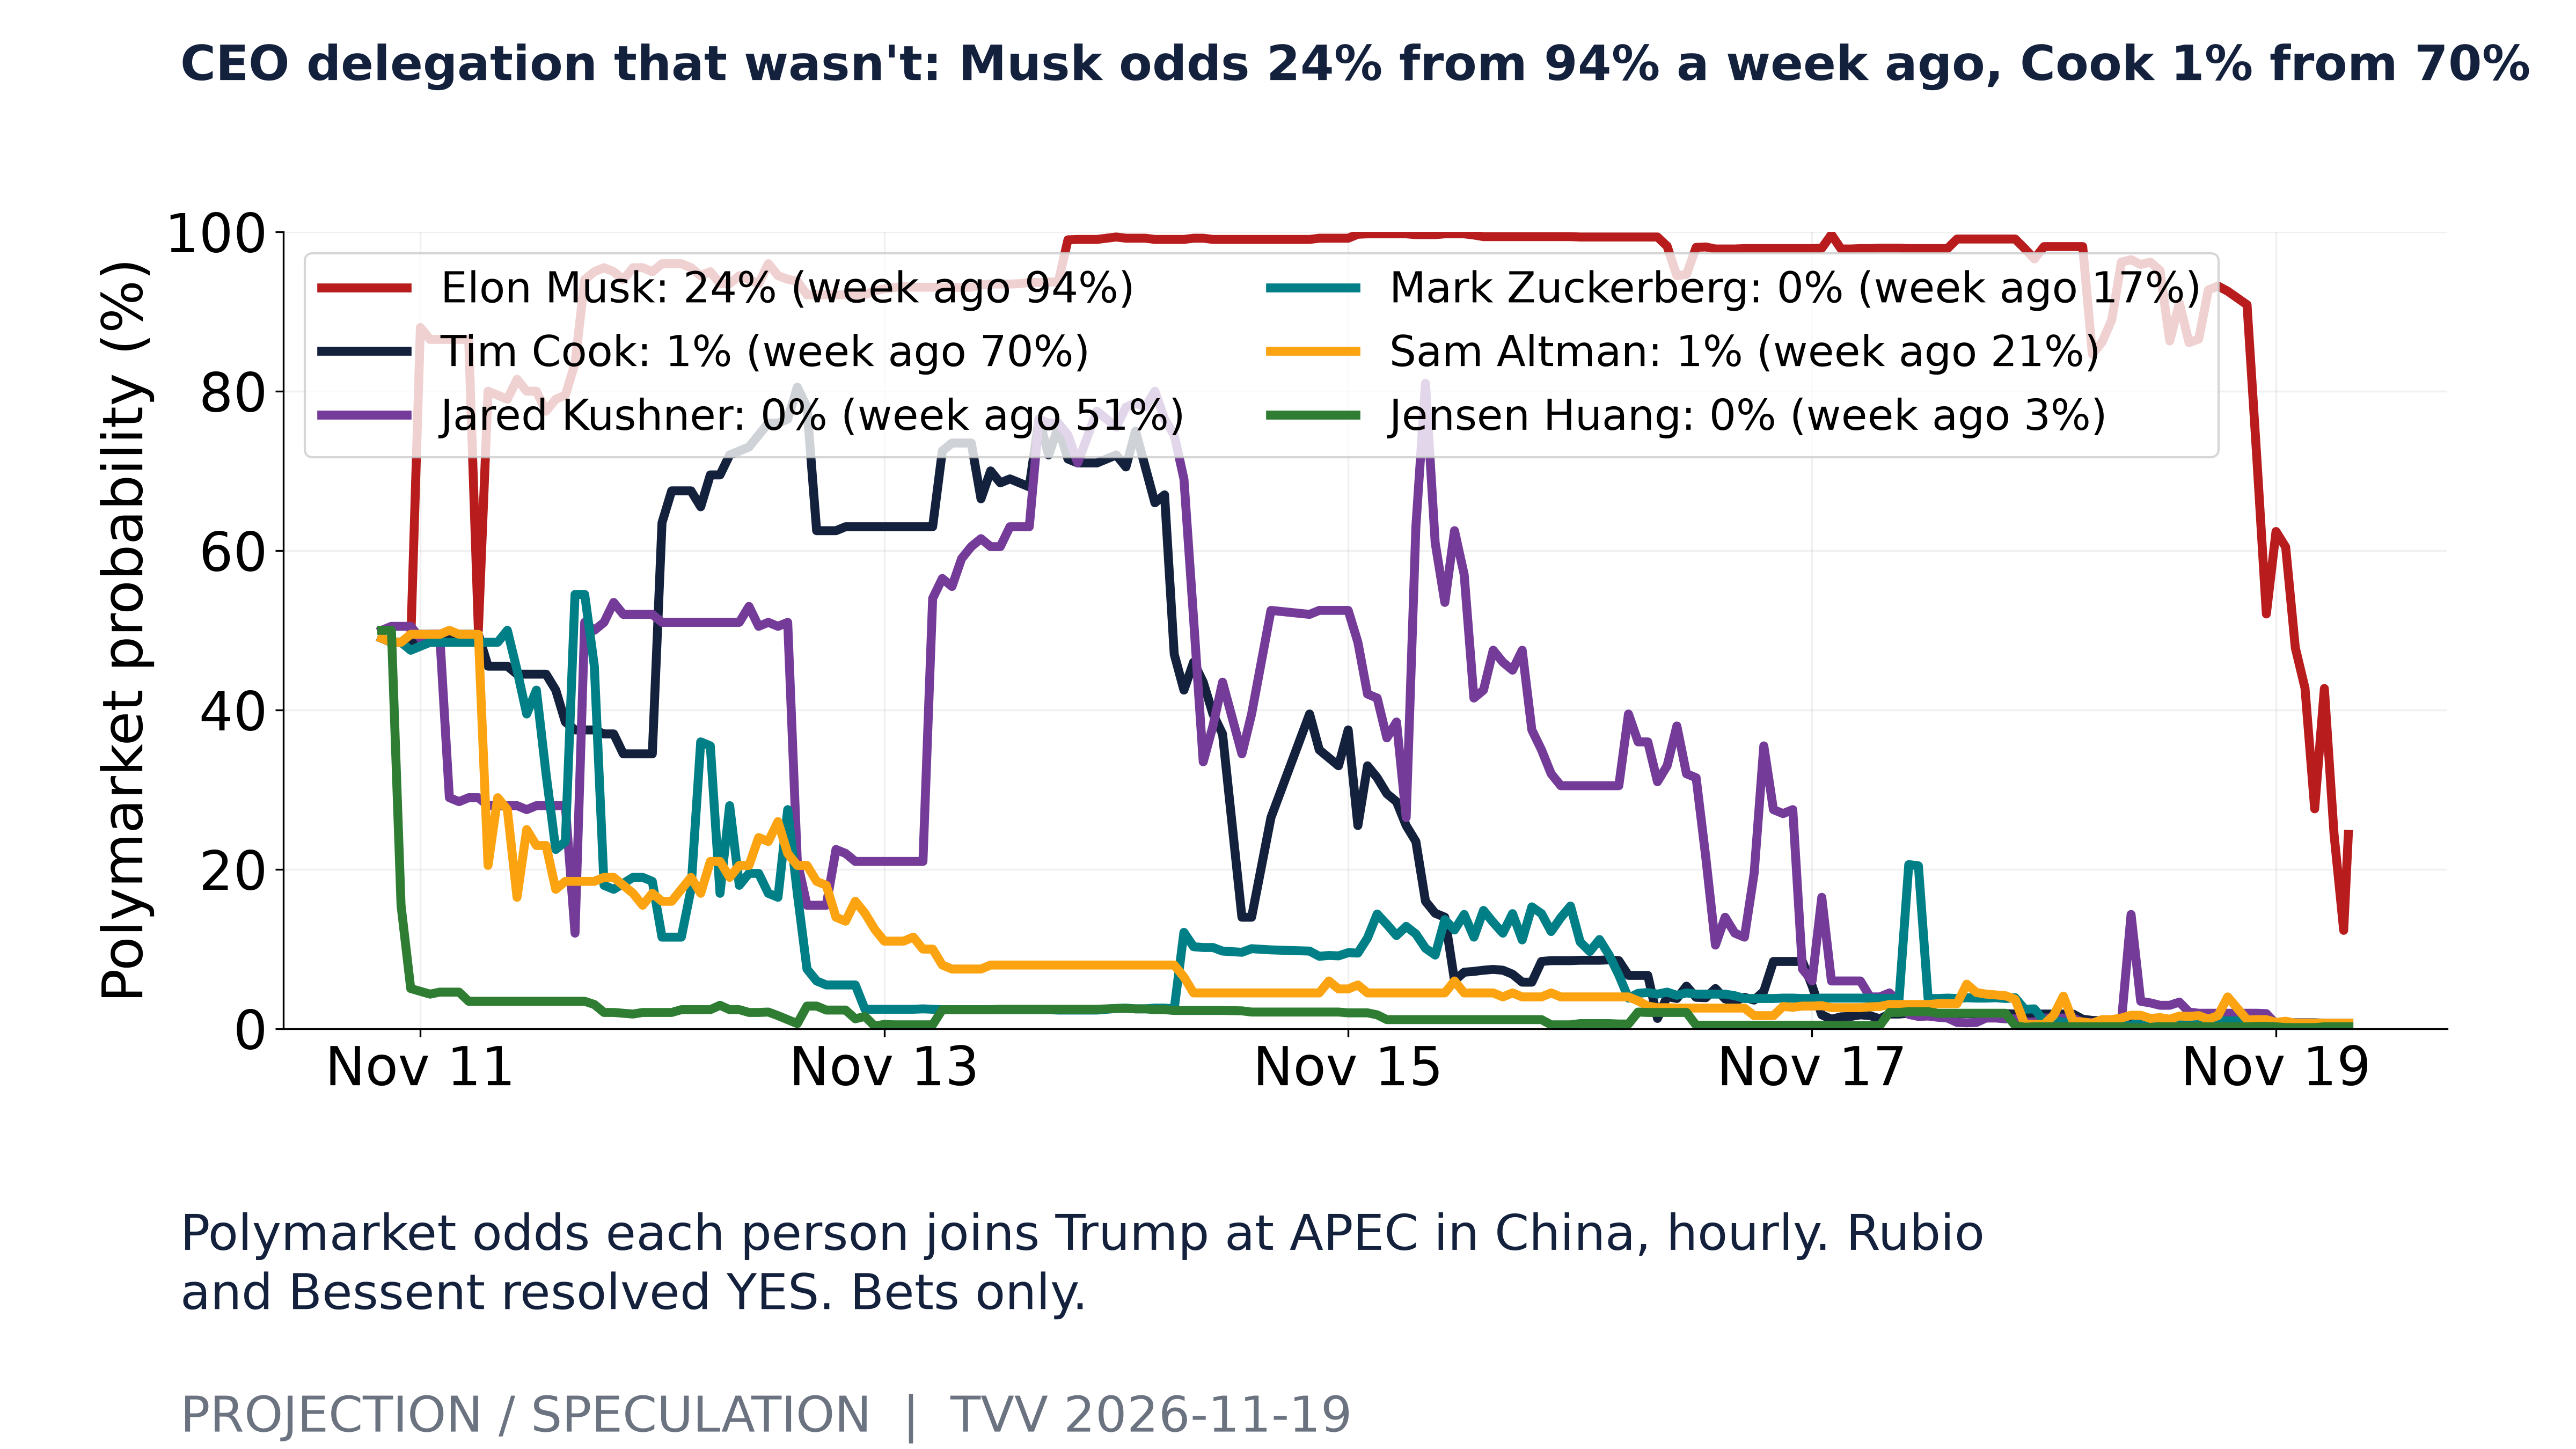 CEO delegation that wasn't: Musk odds 24% from 94% a week ago, Cook 1% from 70%
Polymarket probability (%)
100
80
60
40
20
0
Elon Musk: 24% (week ago 94%)
Tim Cook: 1% (week ago 70%)
Jared Kushner: 0% (week ago 51%)
Mark Zuckerberg: 0% (week ago 17%)
Sam Altman: 1% (week ago 21%)
Jensen Huang: 0% (week ago 3%)
Nov 11
Nov 13
Nov 15
Nov 17
Nov 19
Polymarket odds each person joins Trump at APEC in China, hourly. Rubio
and Bessent resolved YES. Bets only.
PROJECTION / SPECULATION | TVV 2026-11-19